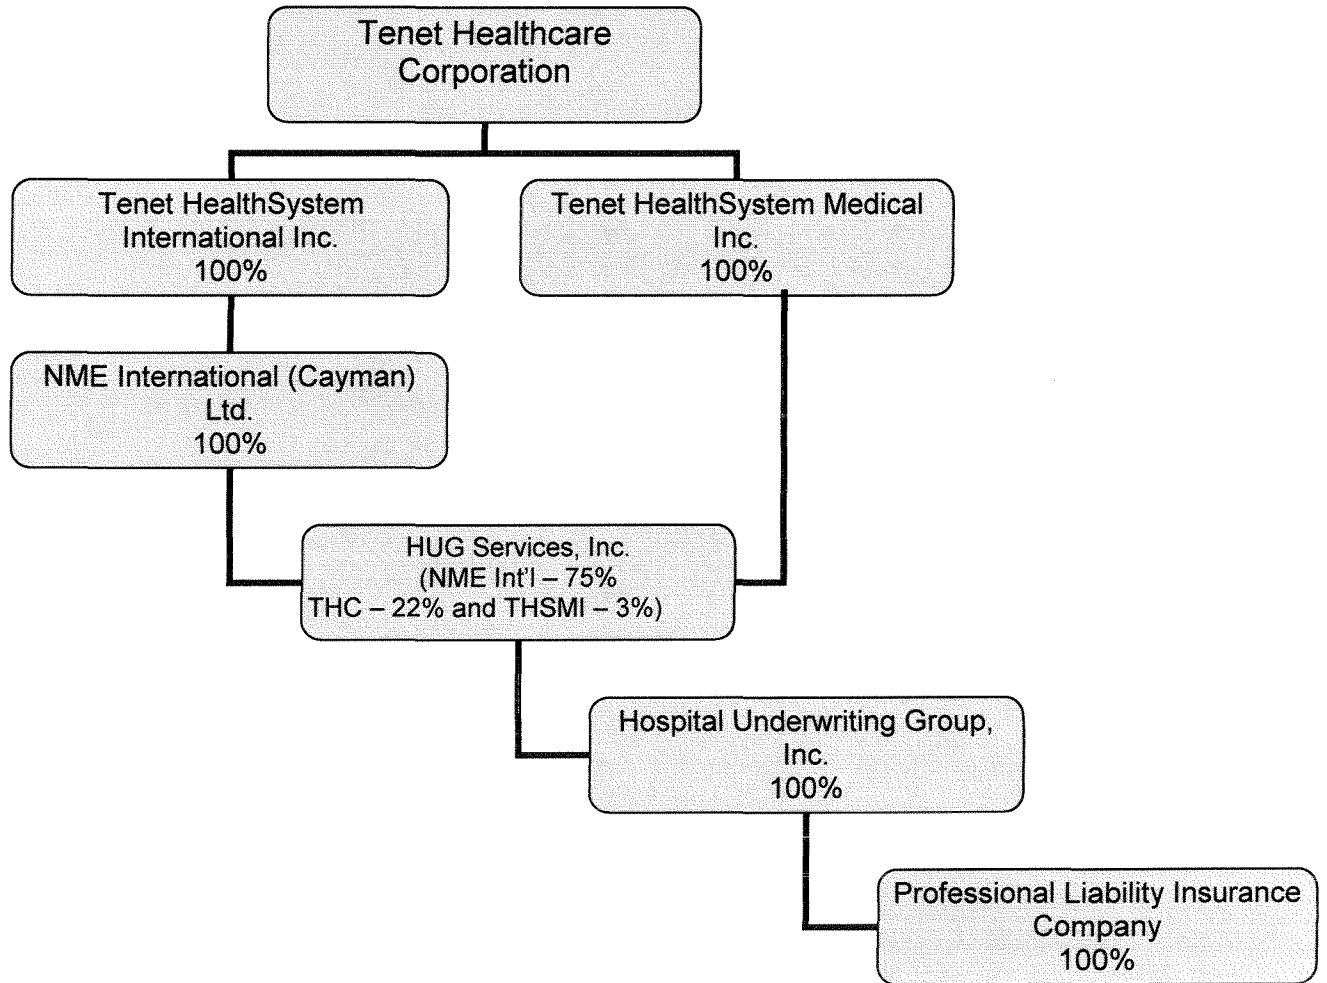 Tenet Healthcare
Corporation
Tenet HealthSystem
International Inc.
100%
Tenet HealthSystem Medical
Inc.
100%
NME International (Cayman)
Ltd.
100%
HUG Services, Inc.
(NME Int'l – 75%
THC – 22% and THSMI – 3%)
Hospital Underwriting Group,
Inc.
100%
Professional Liability Insurance
Company
100%